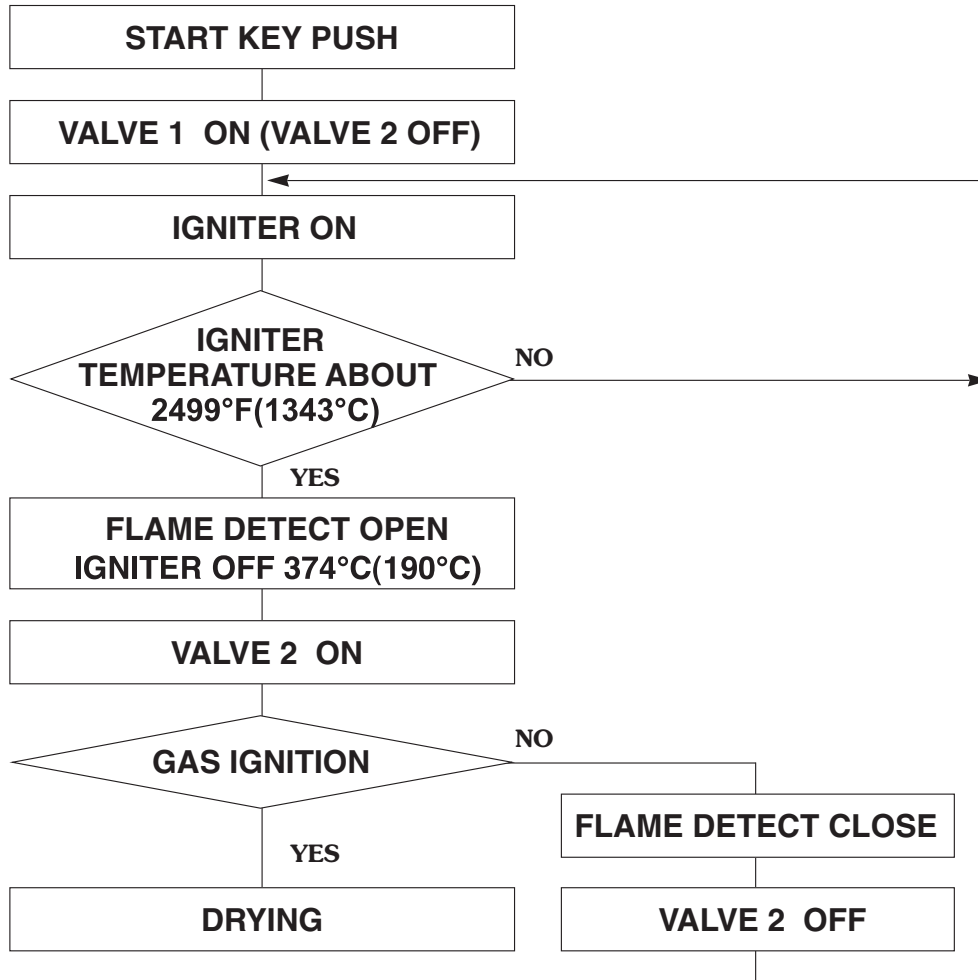 START KEY PUSH
VALVE 1 ON (VALVE 2 OFF)
IGNITER ON
IGNITER
TEMPERATURE ABOUT
2499°F(1343°C)
NO
YES
FLAME DETECT OPEN
IGNITER OFF 374°C(190°C)
VALVE 2 ON
GAS IGNITION
NO
FLAME DETECT CLOSE
YES
DRYING
VALVE 2 OFF